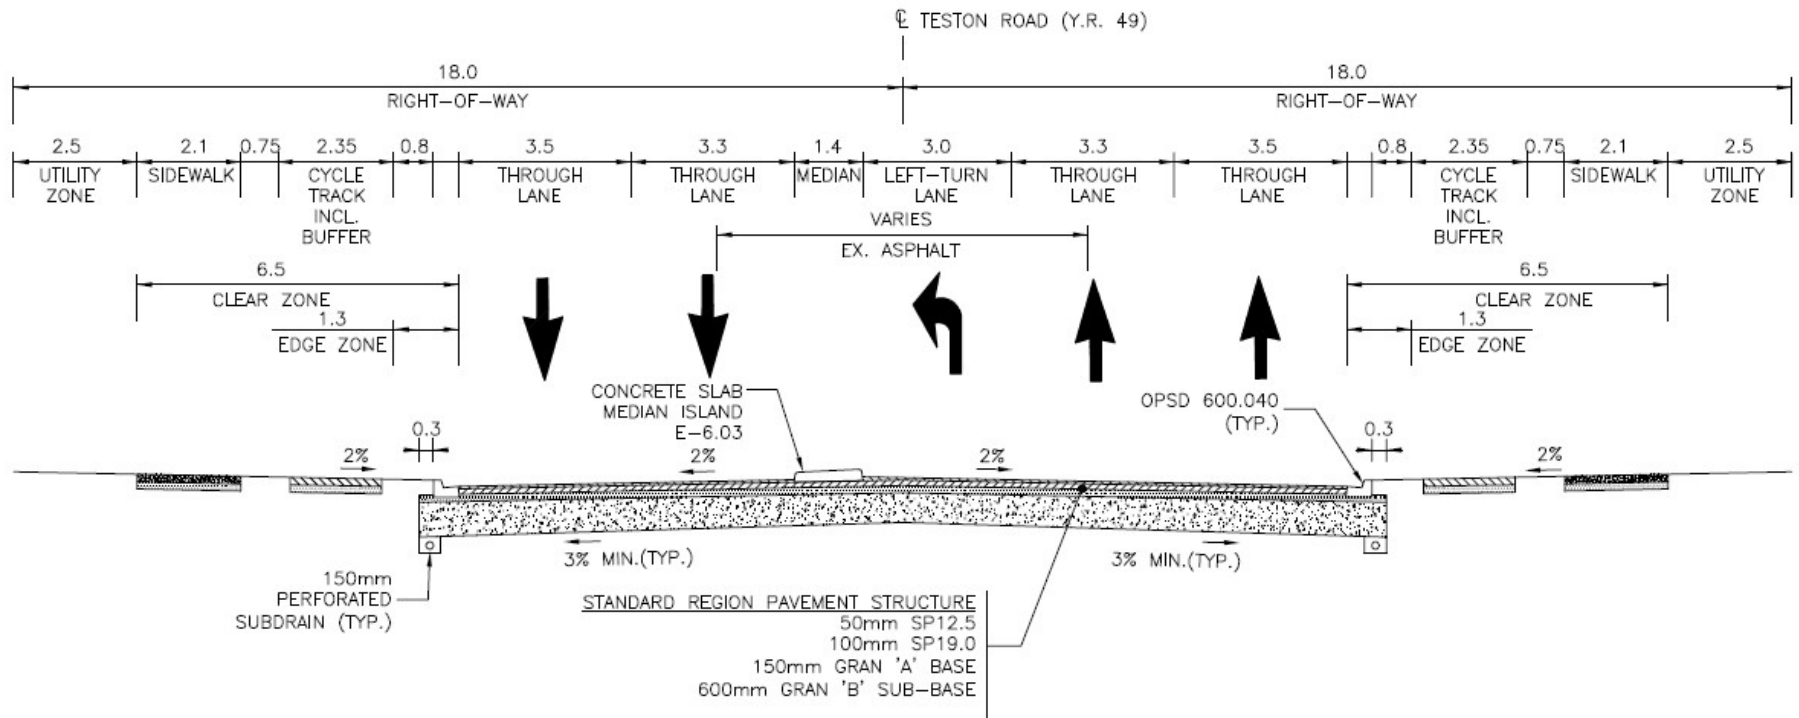 ℄ TESTON ROAD (Y.R. 49)
18.0
18.0
RIGHT-OF-WAY
RIGHT-OF-WAY
2.5 2.1 0.75 2.35 0.8 3.5 3.3 1.4 3.0 3.3 3.5 0.8 2.35 0.75 2.1 2.5
UTILITY ZONE
SIDEWALK
CYCLE TRACK INCL. BUFFER
THROUGH LANE
THROUGH LANE
MEDIAN
LEFT-TURN LANE
THROUGH LANE
THROUGH LANE
CYCLE TRACK INCL. BUFFER
SIDEWALK
UTILITY ZONE
VARIES
EX. ASPHALT
6.5
CLEAR ZONE
1.3
EDGE ZONE
6.5
CLEAR ZONE
1.3
EDGE ZONE
CONCRETE SLAB
MEDIAN ISLAND
E-6.03
OPSD 600.040
(TYP.)
0.3
0.3
2%
2%
2%
2%
3% MIN.(TYP.)
3% MIN.(TYP.)
150mm
PERFORATED
SUBDRAIN (TYP.)
STANDARD REGION PAVEMENT STRUCTURE
50mm SP12.5
100mm SP19.0
150mm GRAN 'A' BASE
600mm GRAN 'B' SUB-BASE